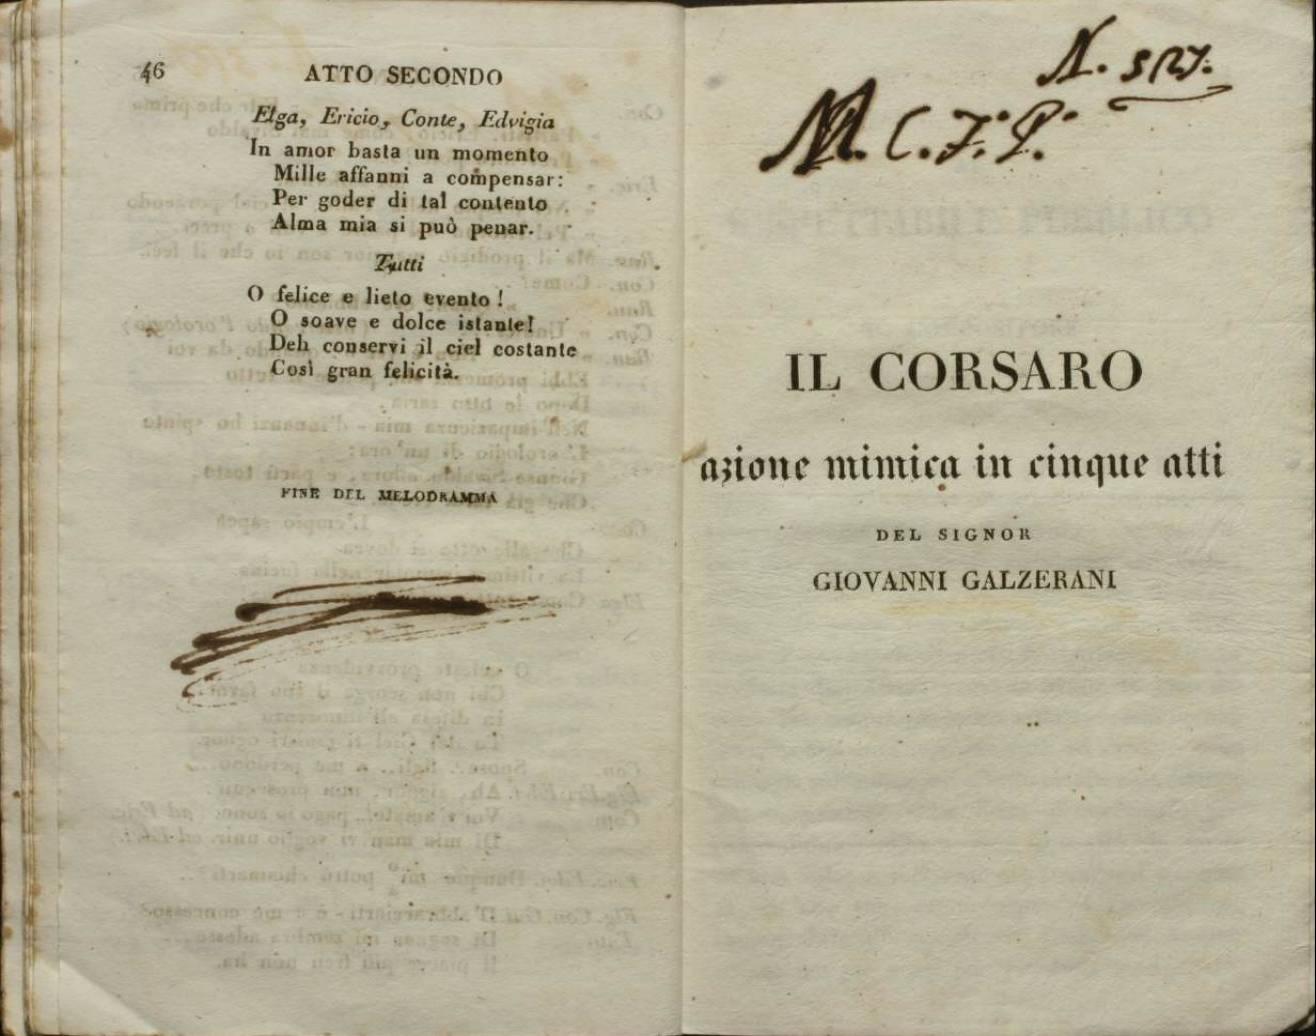 46
ATTO SECONDO
Elga, Ericio, Conte, Edvigia
In amor basta un momento
Mille affanni a compensar:
Per goder di tal contento
Alma mia si può penar.
Tutti
O felice e lieto evento!
O soave e dolce istante!
Deh conservi il ciel costante
Così gran felicità.
FINE DEL MELODRAMMA
N.
M. C. F. P.
IL CORSARO
azione mimica in cinque atti
DEL SIGNOR
GIOVANNI GALZERANI